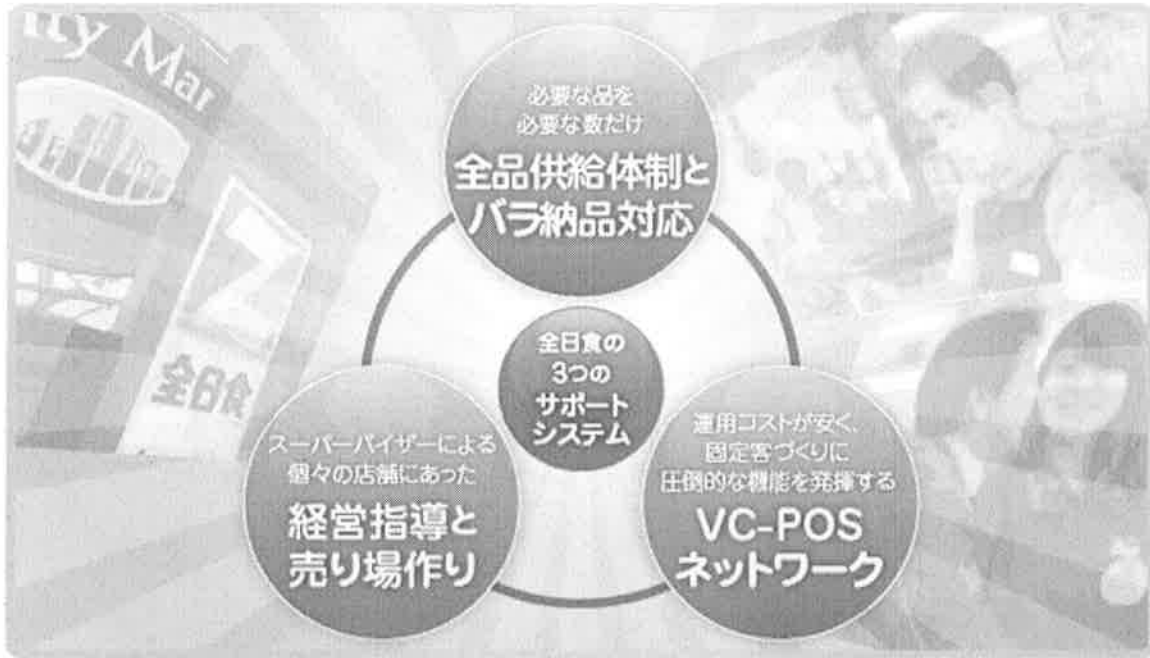 ity Mar
全日食
必要な品を
必要な数だけ
全品供給体制と
バラ納品対応
全日食の
3つの
サポート
システム
スーパーバイザーによる
個々の店舗にあった
経営指導と
売り場作り
運用コストが安く、
固定客づくりに
圧倒的な機能を発揮する
VC-POS
ネットワーク